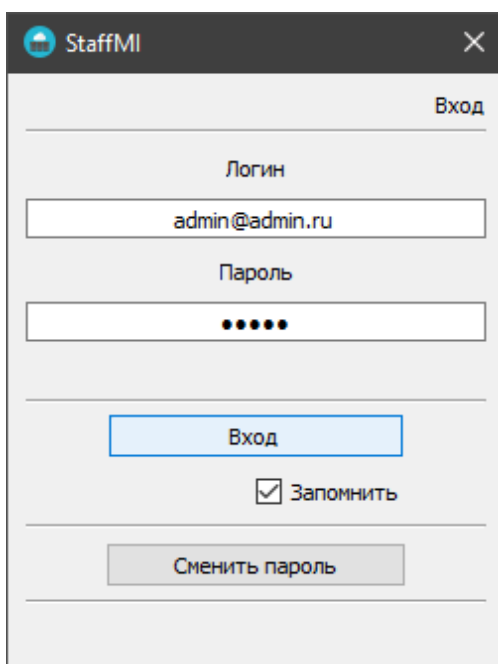 StaffMI
Вход
Логин
admin@admin.ru
Пароль
•••••
Вход
Запомнить
Сменить пароль